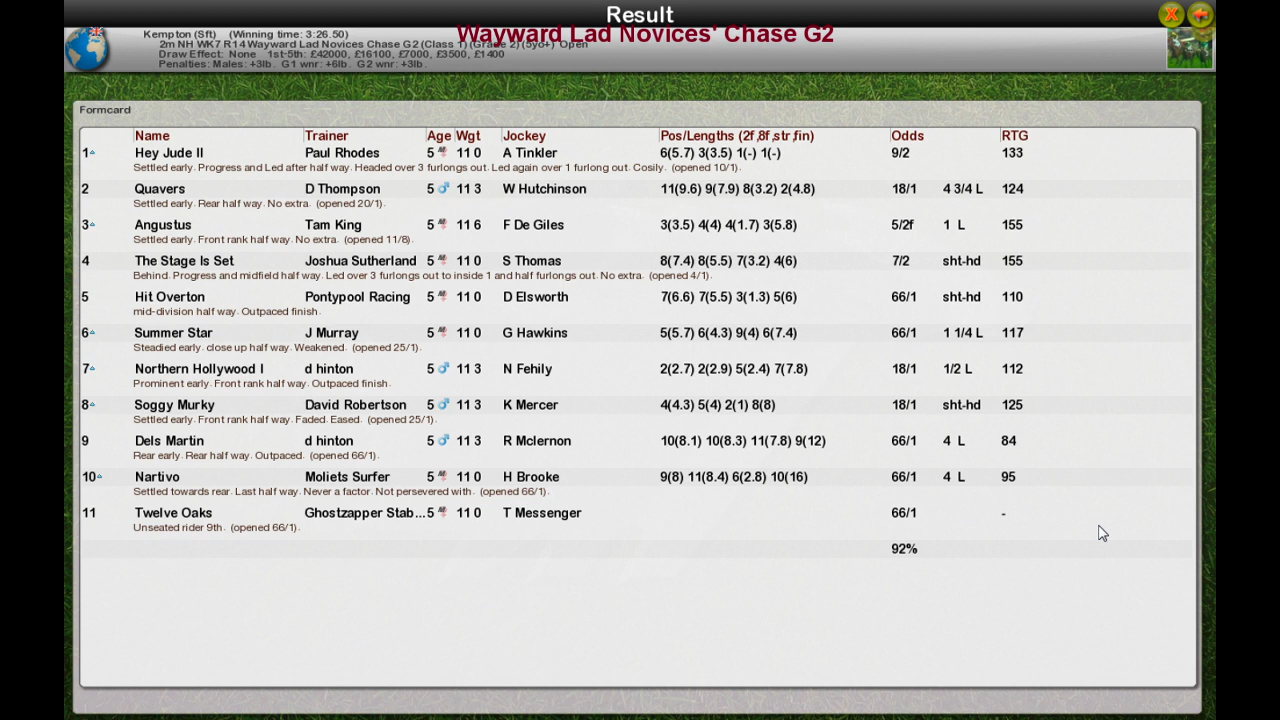 Result
Wayward Lad Novices' Chase G2
Kempton (Sft) (Winning time: 3:26.50)
2m NH WK7 R14 Wayward Lad Novices Chase G2 (Class 1) (Grade 2) (5yo+) Open
Draw Effect: None 1st-5th: £42000, £16100, £7000, £3500, £1400
Penalties: Males: +3lb. G1 wnr: +6lb. G2 wnr: +3lb.
Formcard
Name Trainer Age Wgt Jockey Pos/Lengths (2f,8f,str,fin) Odds RTG
1 Hey Jude II Paul Rhodes 5 11 0 A Tinkler 6(5.7) 3(3.5) 1(-) 1(-) 9/2 133
Settled early. Progress and Led after half way. Headed over 3 furlongs out. Led again over 1 furlong out. Cosily. (opened 10/1).
2 Quavers D Thompson 5 11 3 W Hutchinson 11(9.6) 9(7.9) 8(3.2) 2(4.8) 18/1 4 3/4 L 124
Settled early. Rear half way. No extra. (opened 20/1).
3 Angustus Tam King 5 11 6 F De Giles 3(3.5) 4(4) 4(1.7) 3(5.8) 5/2f 1 L 155
Settled early. Front rank half way. No extra. (opened 11/8).
4 The Stage Is Set Joshua Sutherland 5 11 0 S Thomas 8(7.4) 8(5.5) 7(3.2) 4(6) 7/2 sht-hd 155
Behind. Progress and midfield half way. Led over 3 furlongs out to inside 1 and half furlongs out. No extra. (opened 4/1).
5 Hit Overton Pontypool Racing 5 11 0 D Elsworth 7(6.6) 7(5.5) 3(1.3) 5(6) 66/1 sht-hd 110
mid-division half way. Outpaced finish.
6 Summer Star J Murray 5 11 0 G Hawkins 5(5.7) 6(4.3) 9(4) 6(7.4) 66/1 1 1/4 L 117
Steadied early. close up half way. Weakened. (opened 25/1).
7 Northern Hollywood I d hinton 5 11 3 N Fehily 2(2.7) 2(2.9) 5(2.4) 7(7.8) 18/1 1/2 L 112
Prominent early. Front rank half way. Outpaced finish.
8 Soggy Murky David Robertson 5 11 3 K Mercer 4(4.3) 5(4) 2(1) 8(8) 18/1 sht-hd 125
Settled early. Front rank half way. Faded. Eased. (opened 25/1).
9 Dels Martin d hinton 5 11 3 R Mclernon 10(8.1) 10(8.3) 11(7.8) 9(12) 66/1 4 L 84
Rear early. Rear half way. Outpaced. (opened 66/1).
10 Nartivo Moliets Surfer 5 11 0 H Brooke 9(8) 11(8.4) 6(2.8) 10(16) 66/1 4 L 95
Settled towards rear. Last half way. Never a factor. Not persevered with. (opened 66/1).
11 Twelve Oaks Ghostzapper Stab... 5 11 0 T Messenger 66/1 -
Unseated rider 9th. (opened 66/1).
92%